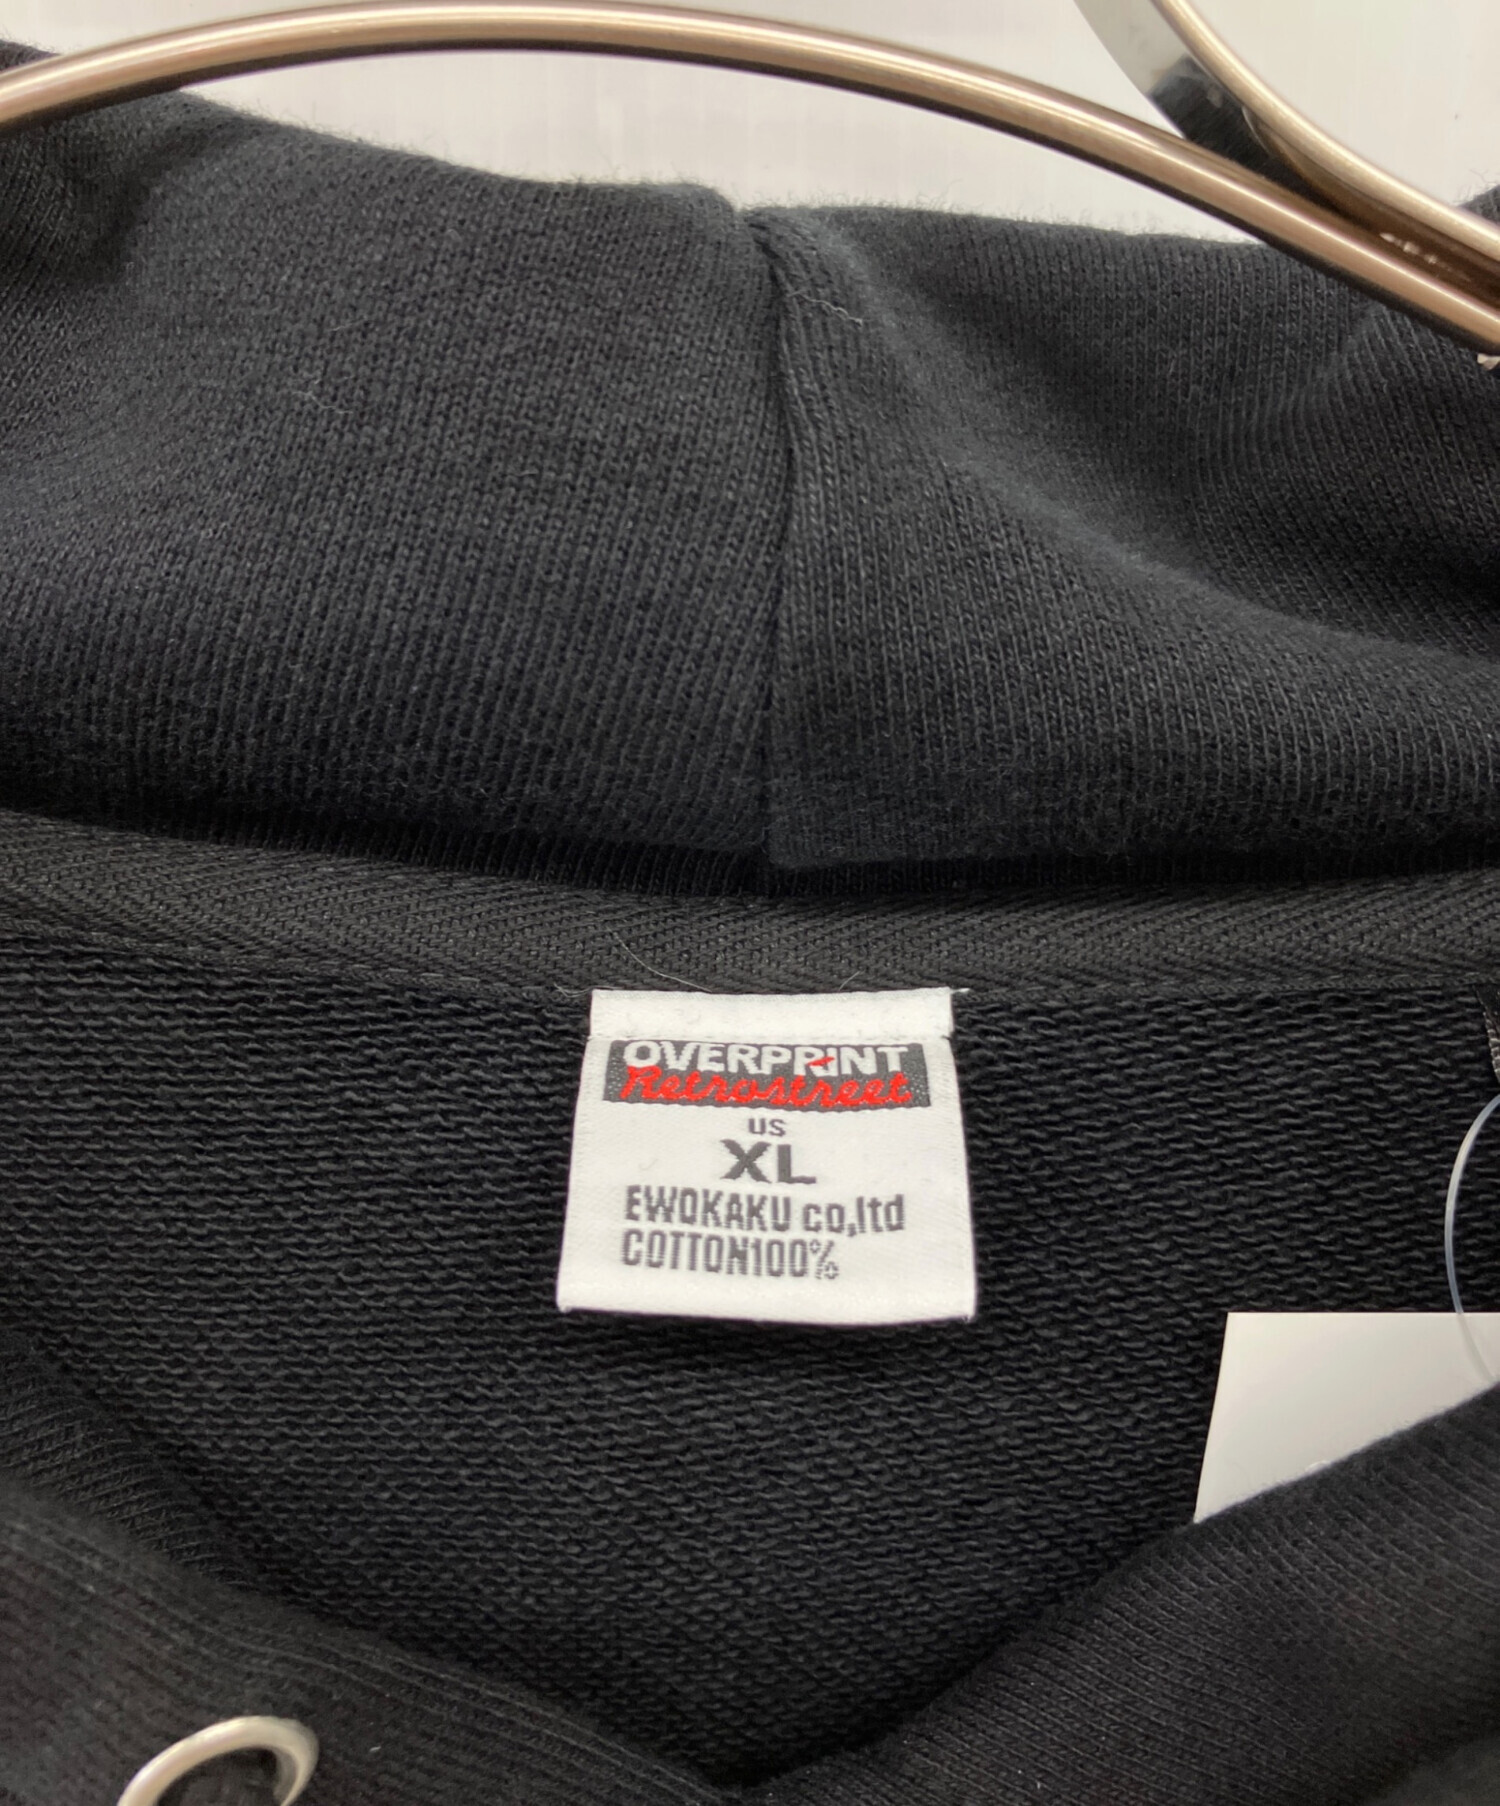 OVERPRINT
Retrostreet
US
XL
EWOKAKU co,ltd
COTTON100%